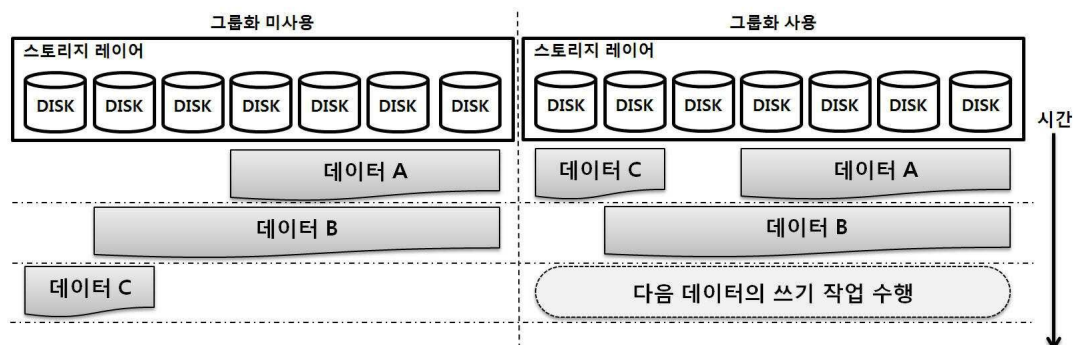 그룹화 미사용
그룹화 사용
스토리지 레이어
스토리지 레이어
DISK DISK DISK DISK DISK DISK DISK
DISK DISK DISK DISK DISK DISK DISK
시간
데이터 A
데이터 C
데이터 A
데이터 B
데이터 B
데이터 C
다음 데이터의 쓰기 작업 수행